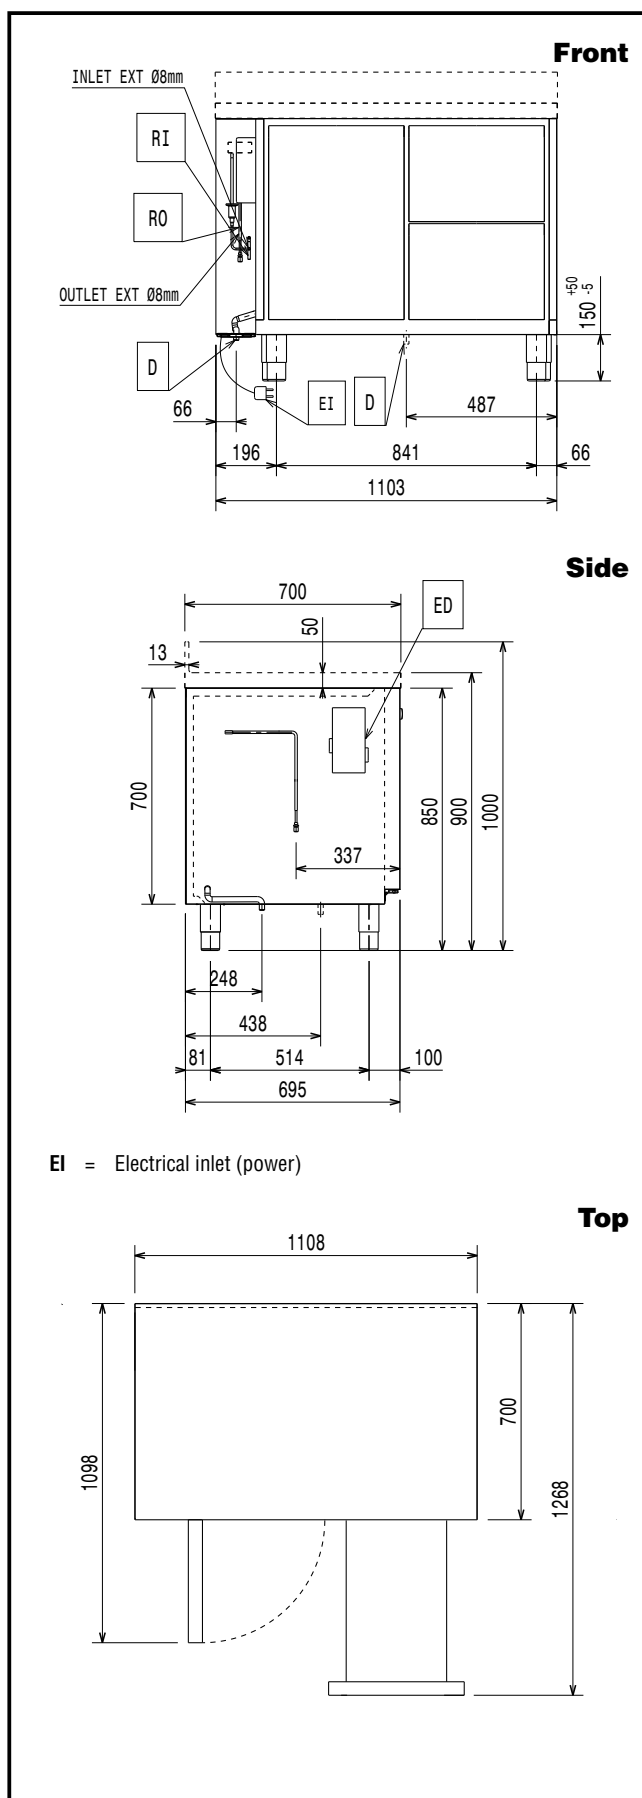 Front
INLET EXT Ø8mm
RI
RO
OUTLET EXT Ø8mm
+50
150 -5
D
EI
D
66
487
196
841
66
1103
Side
700
ED
50
13
700
850
900
1000
337
248
438
81
514
100
695
EI = Electrical inlet (power)
Top
1108
1098
700
1268